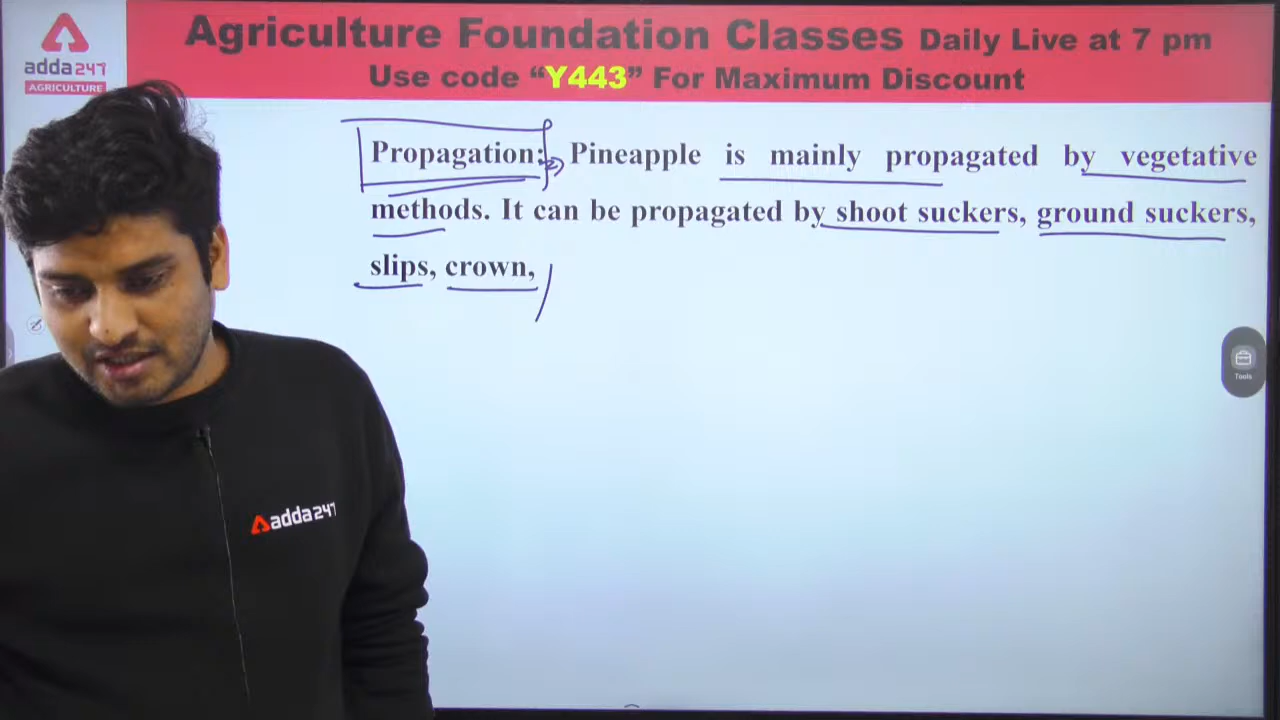 Agriculture Foundation Classes Daily Live at 7 pm
Use code “Y443” For Maximum Discount
adda247
AGRICULTURE
Propagation: Pineapple is mainly propagated by vegetative
methods. It can be propagated by shoot suckers, ground suckers,
slips, crown,
Tools
adda247